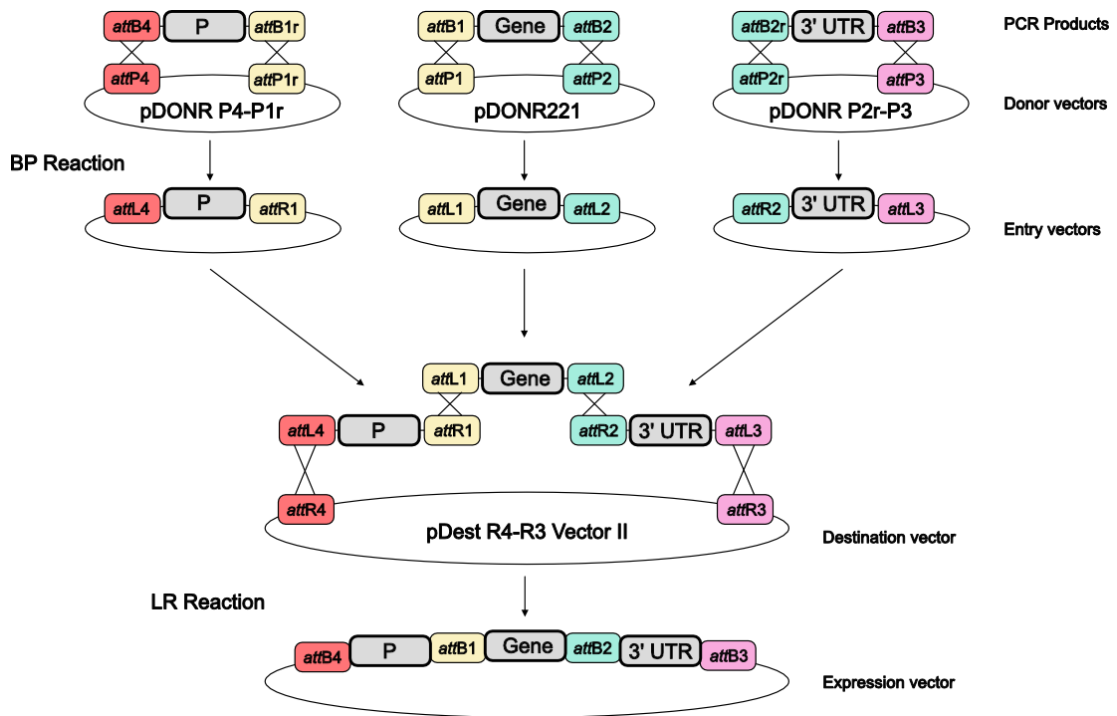 attB4 P attB1r attB1 Gene attB2 attB2r 3' UTR attB3 PCR Products
attP4 attP1r attP1 attP2 attP2r attP3
pDONR P4-P1r pDONR221 pDONR P2r-P3 Donor vectors
BP Reaction
attL4 P attR1 attL1 Gene attL2 attR2 3' UTR attL3
Entry vectors
attL1 Gene attL2
attL4 P attR1 attR2 3' UTR attL3
attR4 attR3
pDest R4-R3 Vector II Destination vector
LR Reaction
attB4 P attB1 Gene attB2 3' UTR attB3
Expression vector